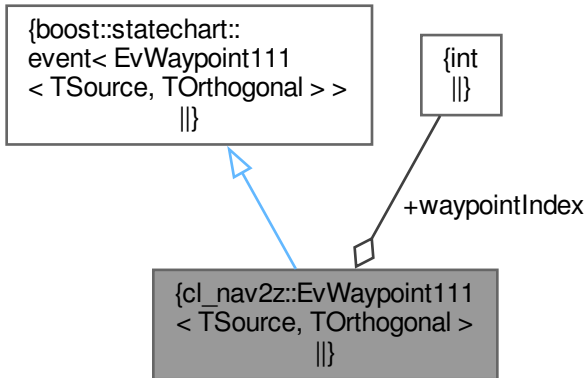 {boost::statechart::
event< EvWaypoint111
< TSource, TOrthogonal > >
||}
{int
||}
+waypointIndex
{cl_nav2z::EvWaypoint111
< TSource, TOrthogonal >
||}